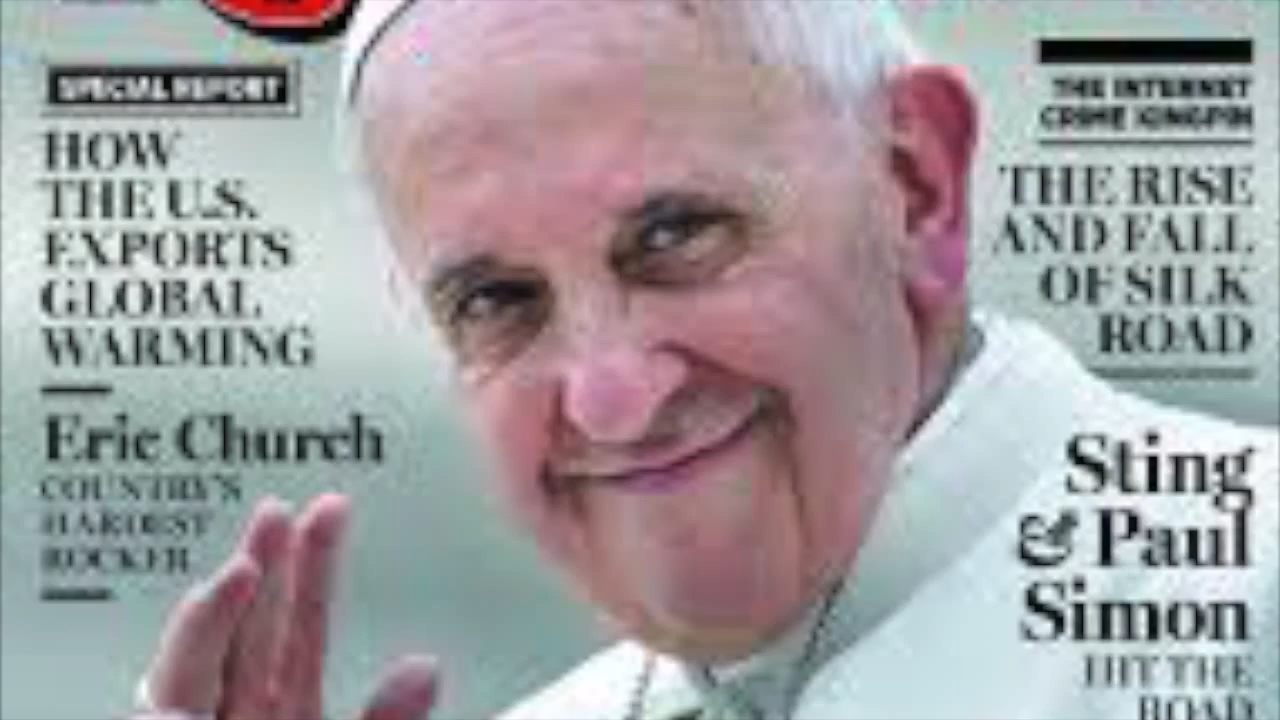 SPECIAL REPORT
HOW
THE U.S.
EXPORTS
GLOBAL
WARMING
Eric Church
COUNTRY'S
HARDEST
ROCKER
THE INTERNET
CRIME KINGPIN
THE RISE
AND FALL
OF SILK
ROAD
Sting
& Paul
Simon
HIT THE
ROAD